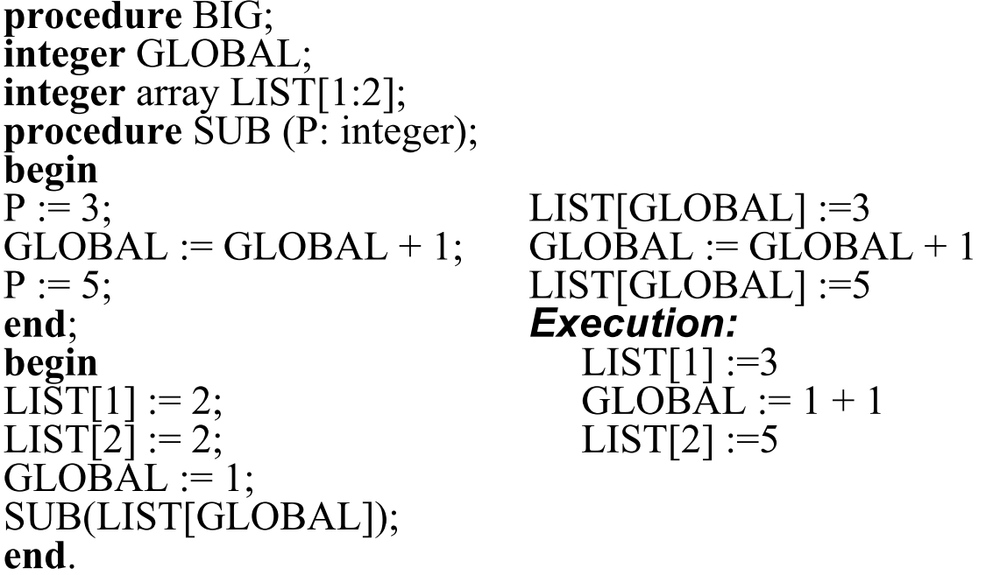 procedure BIG;
integer GLOBAL;
integer array LIST[1:2];
procedure SUB (P: integer);
begin
P := 3;
GLOBAL := GLOBAL + 1;
P := 5;
end;
begin
LIST[1] := 2;
LIST[2] := 2;
GLOBAL := 1;
SUB(LIST[GLOBAL]);
end.
LIST[GLOBAL] :=3
GLOBAL := GLOBAL + 1
LIST[GLOBAL] :=5
Execution:
LIST[1] :=3
GLOBAL := 1 + 1
LIST[2] :=5